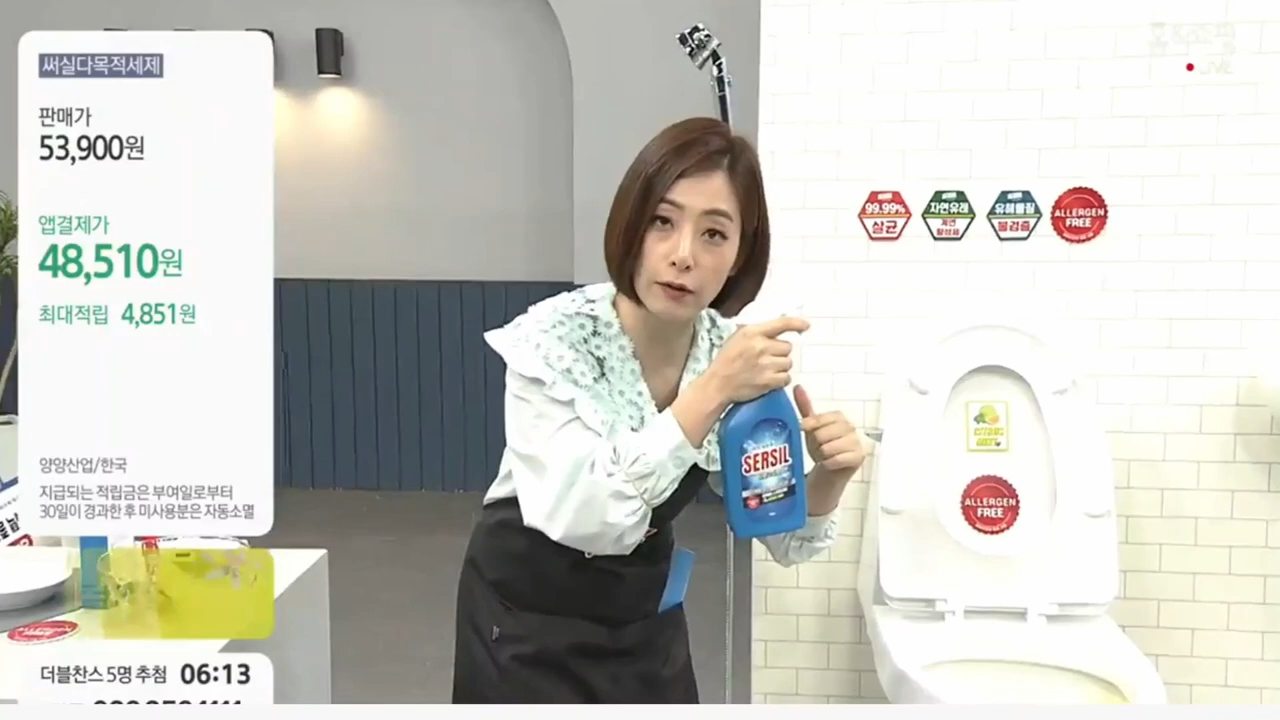 써실다목적세제
판매가
53,900원
앱결제가
48,510원
최대적립 4,851원
양양산업/한국
지급되는 적립금은 부여일로부터
30일이 경과한 후 미사용분은 자동소멸
더블찬스 5명 추첨 06:13
99.99%
살균
자연유래
계면
활성제
유해물질
불검출
ALLERGEN
FREE
SERSIL
ALLERGEN
FREE